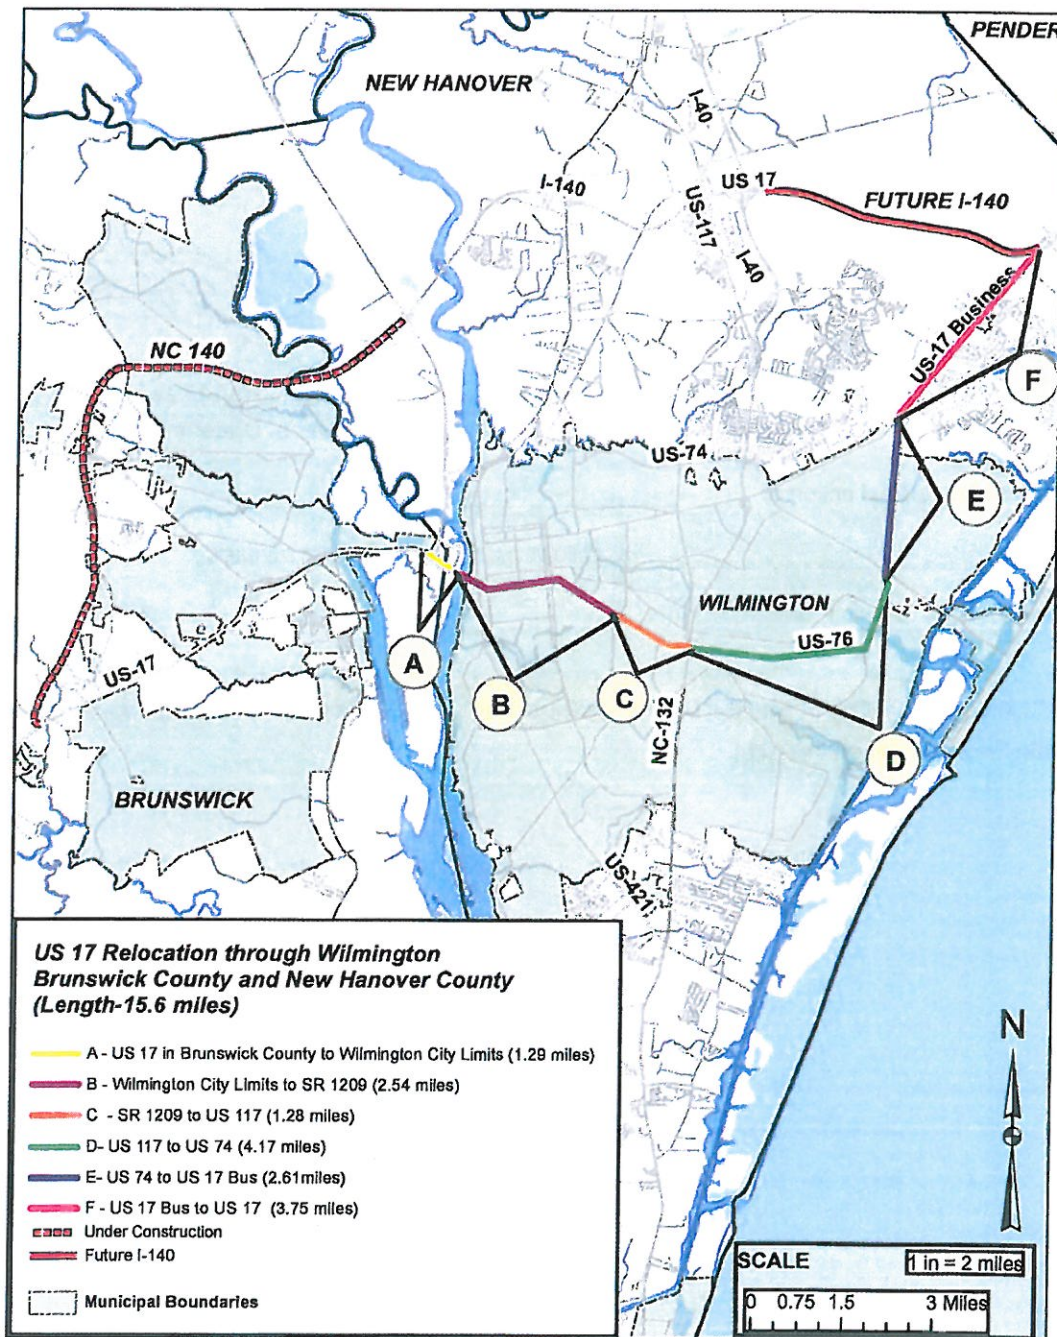 PENDER
NEW HANOVER
I-40
I-140
US 17
FUTURE I-140
US-117
I-40
US-17 Business
NC 140
F
US-74
E
WILMINGTON
US-76
US-17
A
B
C
NC-132
D
BRUNSWICK
US-421
US 17 Relocation through Wilmington
Brunswick County and New Hanover County
(Length-15.6 miles)
A - US 17 in Brunswick County to Wilmington City Limits (1.29 miles)
B - Wilmington City Limits to SR 1209 (2.54 miles)
C - SR 1209 to US 117 (1.28 miles)
D- US 117 to US 74 (4.17 miles)
E- US 74 to US 17 Bus (2.61miles)
F - US 17 Bus to US 17 (3.75 miles)
Under Construction
Future I-140
Municipal Boundaries
N
SCALE
1 in = 2 miles
0 0.75 1.5 3 Miles